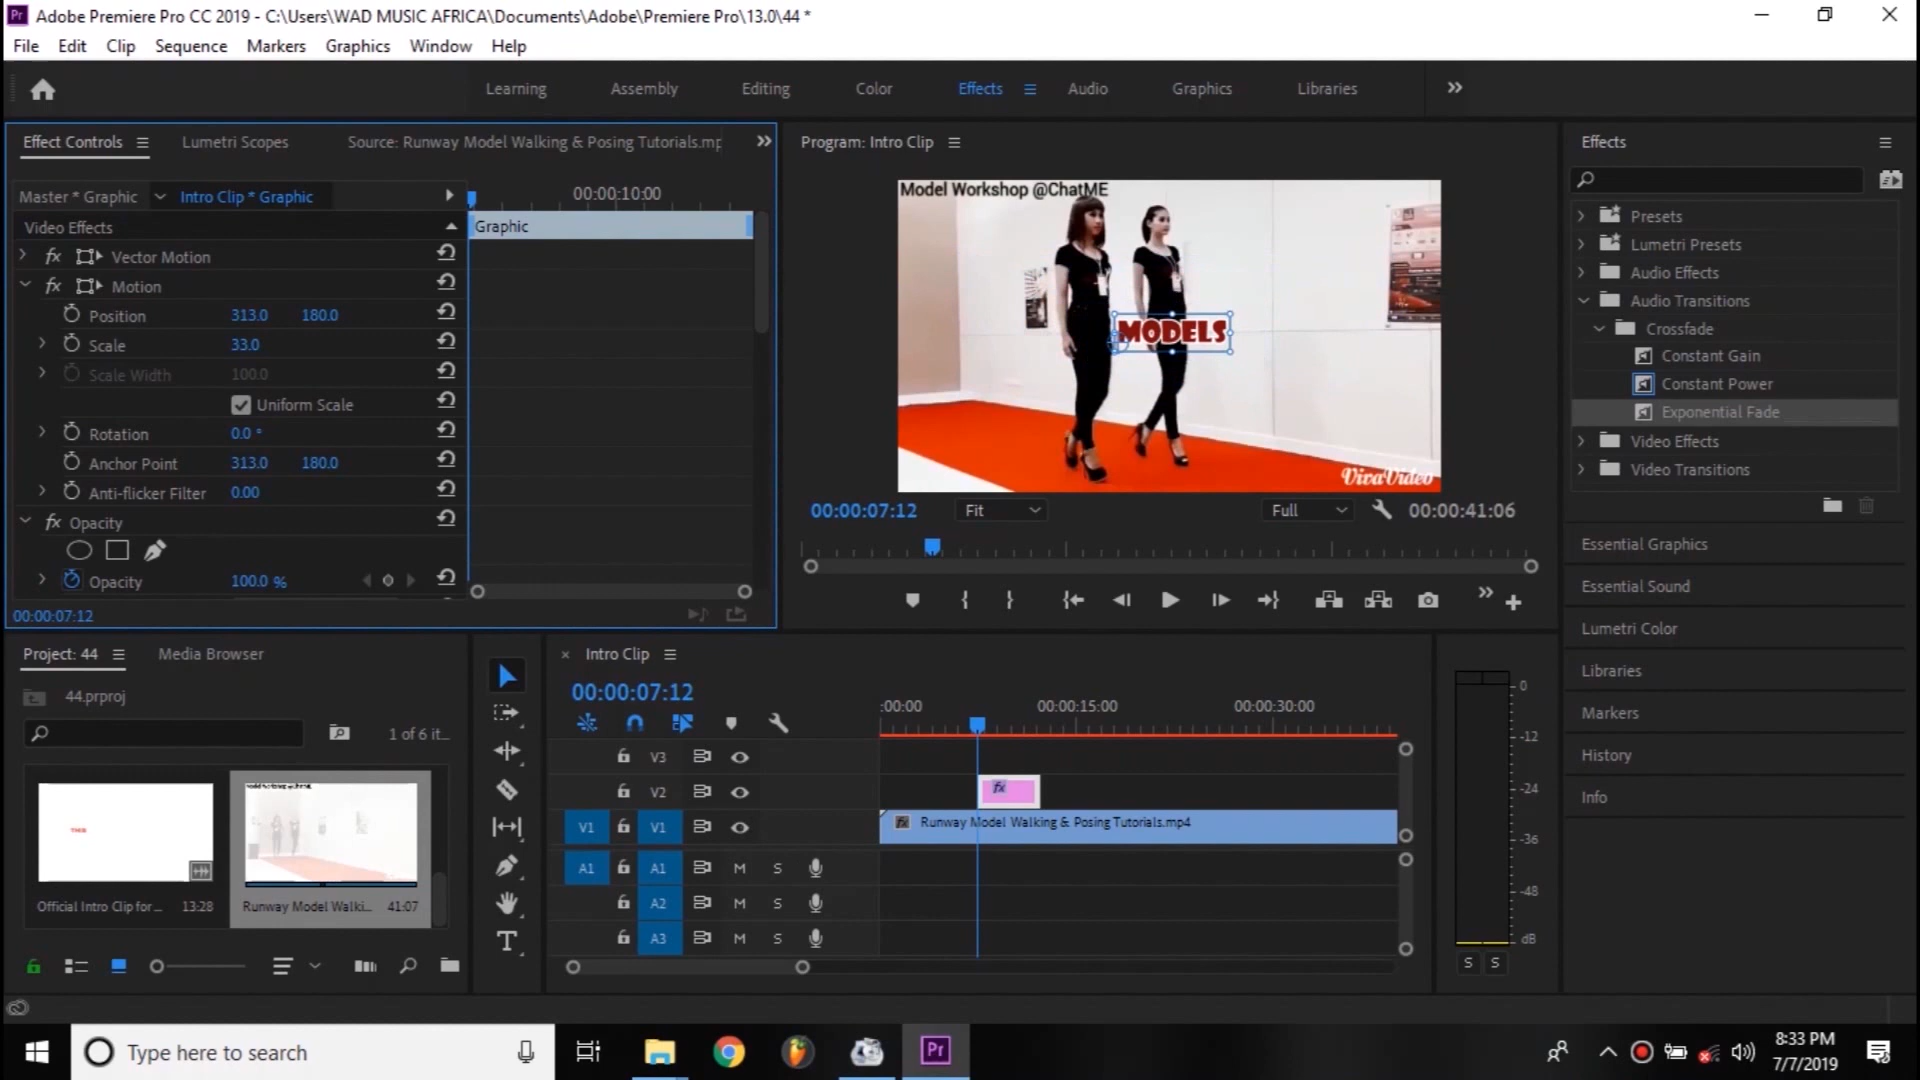 Adobe Premiere Pro CC 2019 - C:\Users\WAD MUSIC AFRICA\Documents\Adobe\Premiere Pro\13.0\44 *
File Edit Clip Sequence Markers Graphics Window Help
Learning Assembly Editing Color Effects Audio Graphics Libraries
Effect Controls Lumetri Scopes Source: Runway Model Walking & Posing Tutorials.mp
Master * Graphic Intro Clip * Graphic
00:00:10:00
Video Effects
Graphic
fx Vector Motion
fx Motion
Position 313.0 180.0
Scale 33.0
Scale Width 100.0
Uniform Scale
Rotation 0.0 °
Anchor Point 313.0 180.0
Anti-flicker Filter 0.00
fx Opacity
Opacity 100.0 %
00:00:07:12
Program: Intro Clip
Model Workshop @ChatME
MODELS
VivaVideo
00:00:07:12 Fit Full 00:00:41:06
Effects
Presets
Lumetri Presets
Audio Effects
Audio Transitions
Crossfade
Constant Gain
Constant Power
Exponential Fade
Video Effects
Video Transitions
Essential Graphics
Essential Sound
Lumetri Color
Libraries
Markers
History
Info
Project: 44 Media Browser
44.prproj
1 of 6 it...
THIS
Official Intro Clip for ... 13:28
Model Workshop @ChatME
Runway Model Walki... 41:07
Intro Clip
00:00:07:12
:00:00 00:00:15:00 00:00:30:00
V3
V2 fx
V1 V1 fx Runway Model Walking & Posing Tutorials.mp4
A1 A1 M S
A2 M S
A3 M S
0
-12
-24
-36
-48
dB
S S
Type here to search
Pr
8:33 PM
7/7/2019